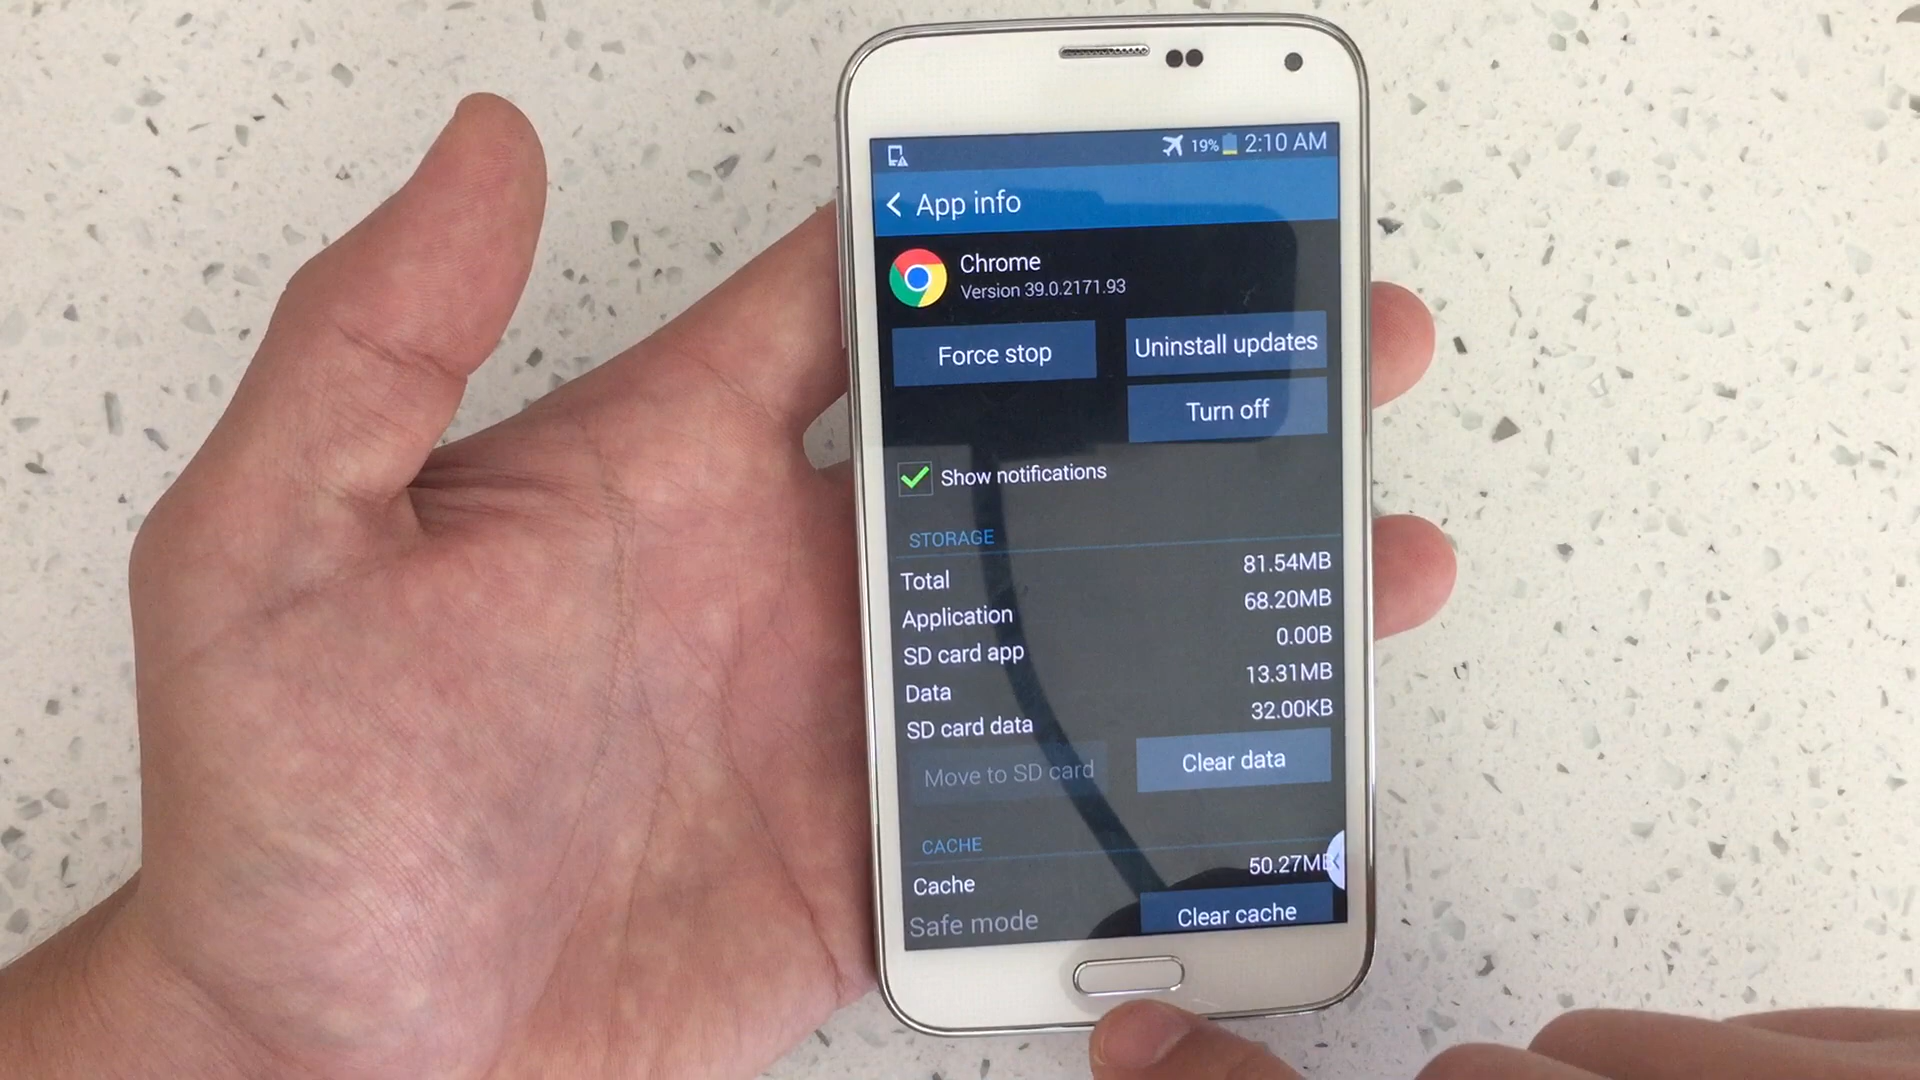 19% 2:10 AM
App info
Chrome
Version 39.0.2171.93
Force stop
Uninstall updates
Turn off
Show notifications
STORAGE
Total 81.54MB
Application 68.20MB
SD card app 0.00B
Data 13.31MB
SD card data 32.00KB
Move to SD card
Clear data
CACHE
Cache 50.27MB
Safe mode
Clear cache